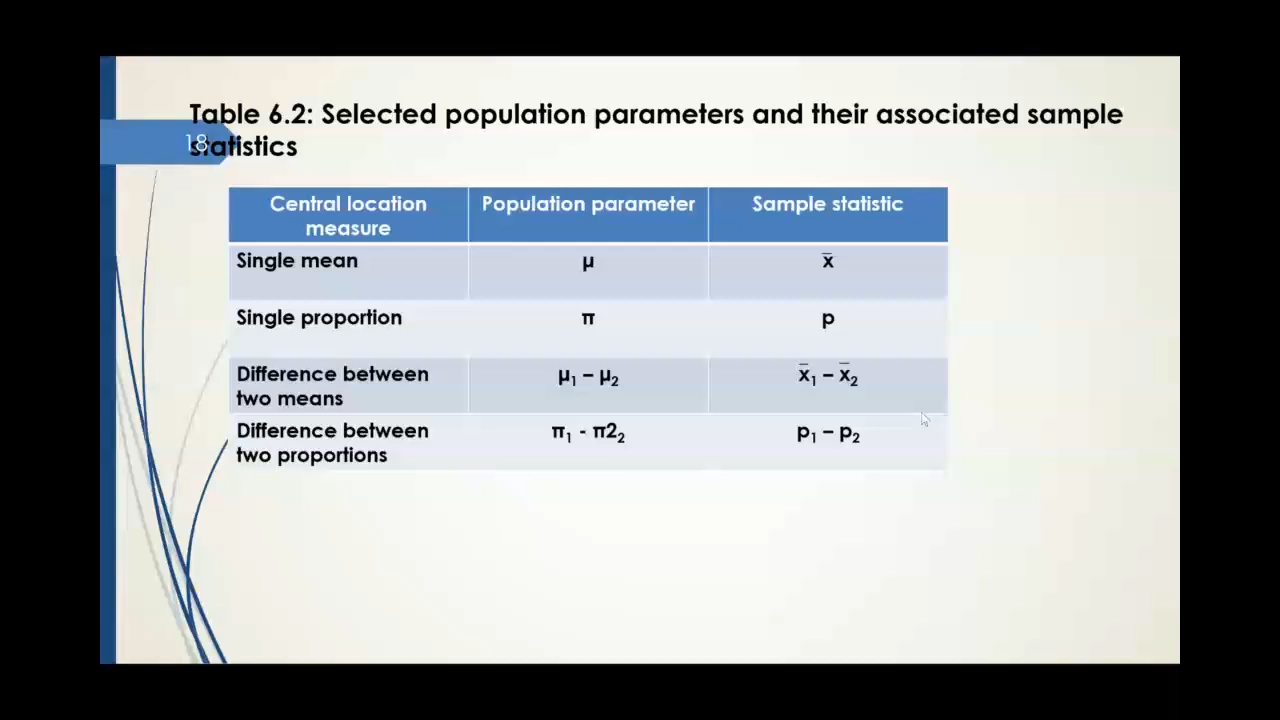 Table 6.2: Selected population parameters and their associated sample
18
statistics
Central location
measure
Population parameter
Sample statistic
Single mean
μ
x̄
Single proportion
π
p
Difference between
two means
μ₁ – μ₂
x̄₁ – x̄₂
Difference between
two proportions
π₁ - π2₂
p₁ – p₂